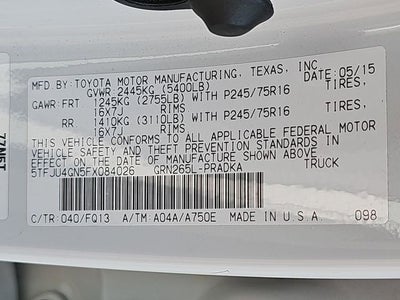 MFD.BY:TOYOTA MOTOR MANUFACTURING, TEXAS, INC.
GVWR:2445KG (5400LB) DATE:05/15
GAWR:FRT 1245KG (2755LB) WITH P245/75R16 TIRES,
16X7J RIMS
RR 1410KG (3110LB) WITH P245/75R16 TIRES,
16X7J RIMS
THIS VEHICLE CONFORMS TO ALL APPLICABLE FEDERAL MOTOR
VEHICLE SAFETY AND THEFT PREVENTION STANDARDS IN
EFFECT ON THE DATE OF MANUFACTURE SHOWN ABOVE.
5TFJU4GN5FX084026 GRN265L-PRADKA TRUCK
C/TR:040/FQ13 A/TM:A04A/A750E U S A 098